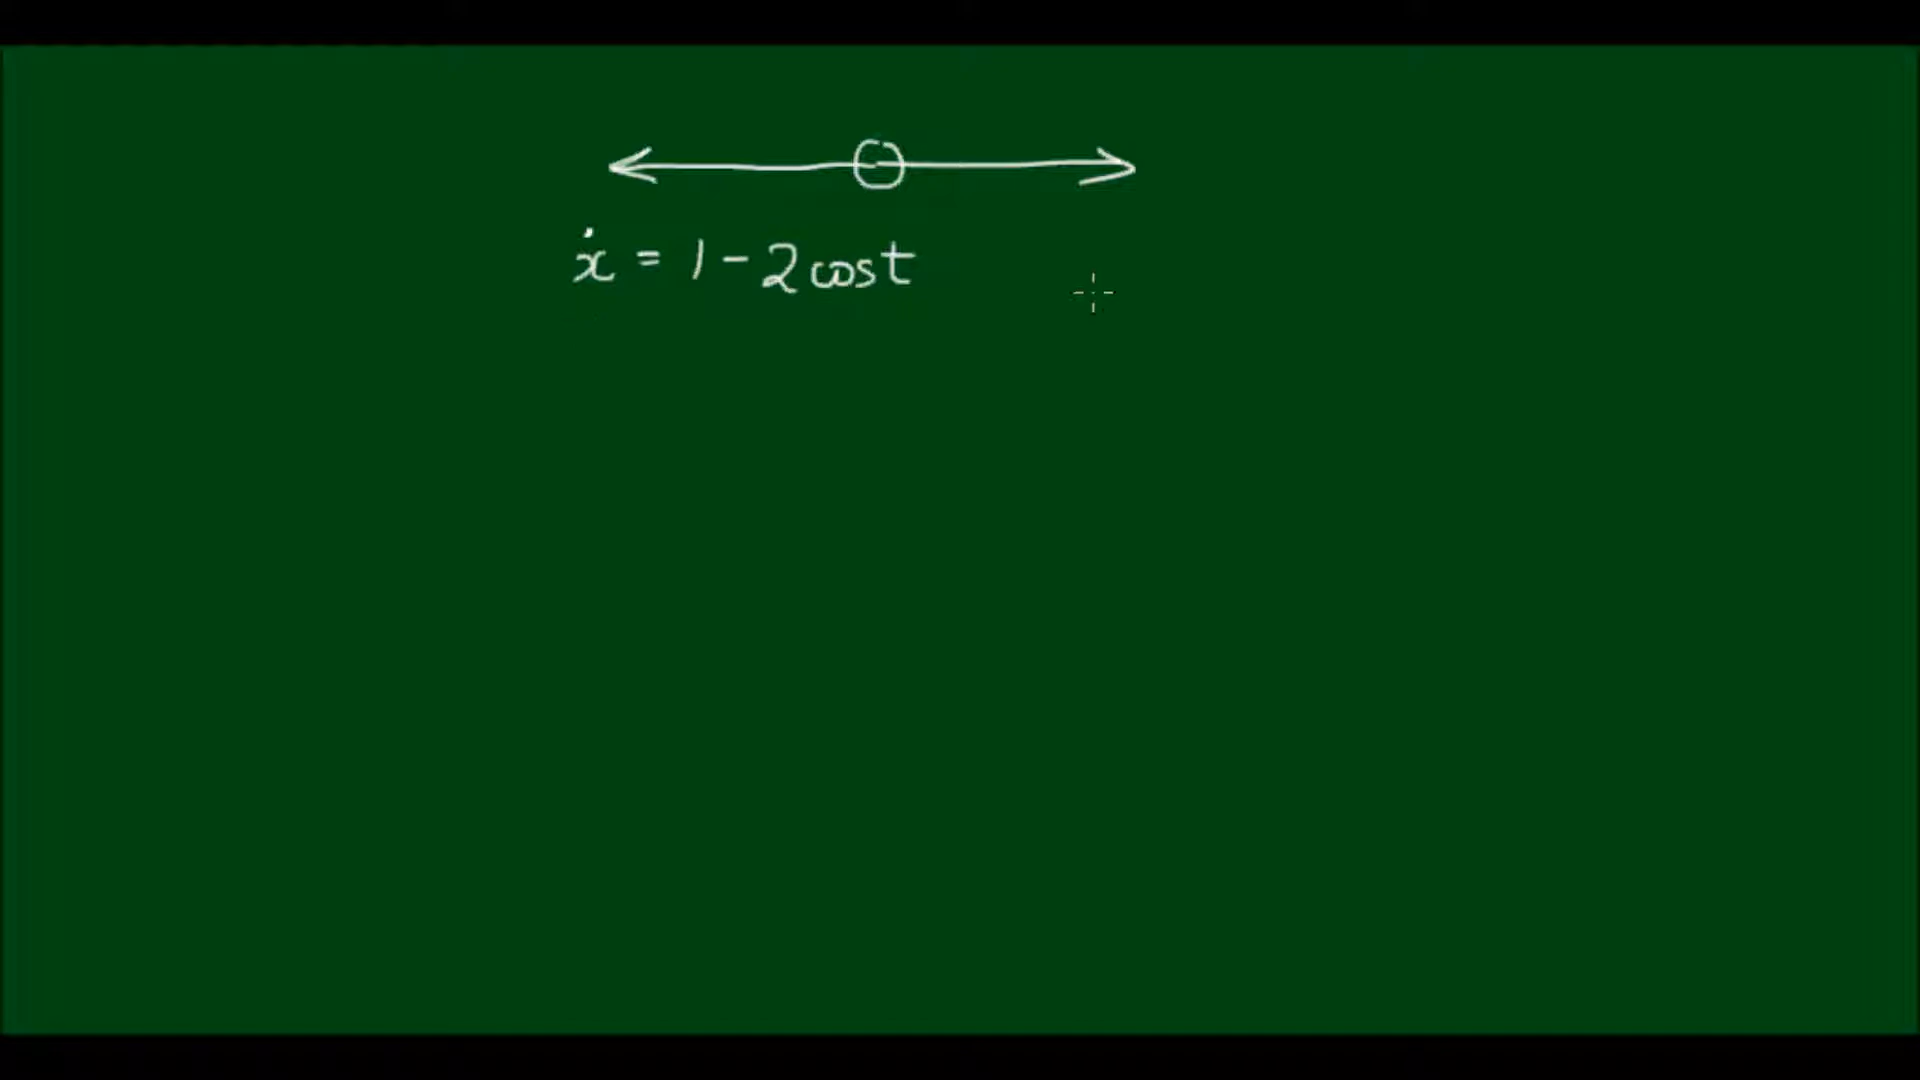 ẋ = 1 - 2cost